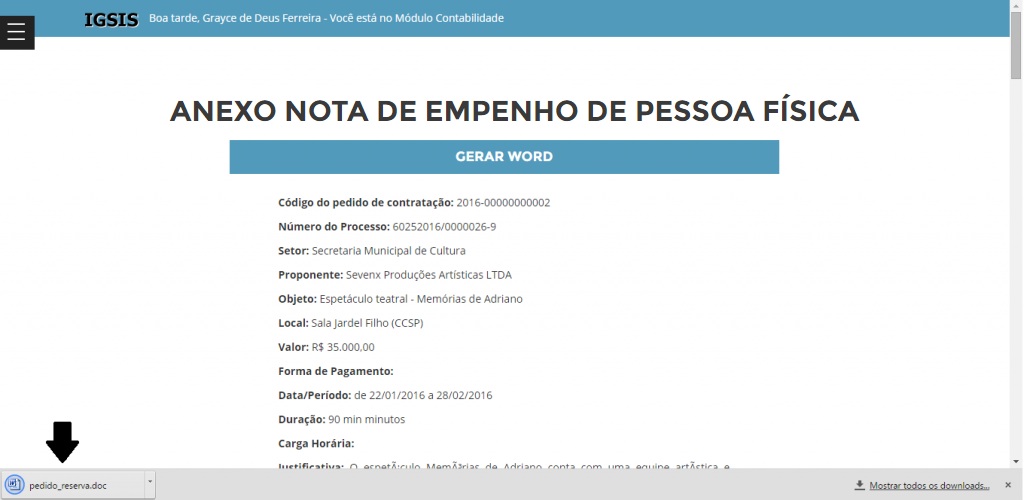 IGSIS Boa tarde, Grayce de Deus Ferreira - Você está no Módulo Contabilidade
ANEXO NOTA DE EMPENHO DE PESSOA FÍSICA
GERAR WORD
Código do pedido de contratação: 2016-00000000002
Número do Processo: 60252016/0000026-9
Setor: Secretaria Municipal de Cultura
Proponente: Sevenx Produções Artísticas LTDA
Objeto: Espetáculo teatral - Memórias de Adriano
Local: Sala Jardel Filho (CCSP)
Valor: R$ 35.000,00
Forma de Pagamento:
Data/Período: de 22/01/2016 a 28/02/2016
Duração: 90 min minutos
Carga Horária:
Justificativa: O espetÃ¡culo MemÃ³rias de Adriano conta com uma equipe artÃ­stica e
pedido_reserva.doc
Mostrar todos os downloads...